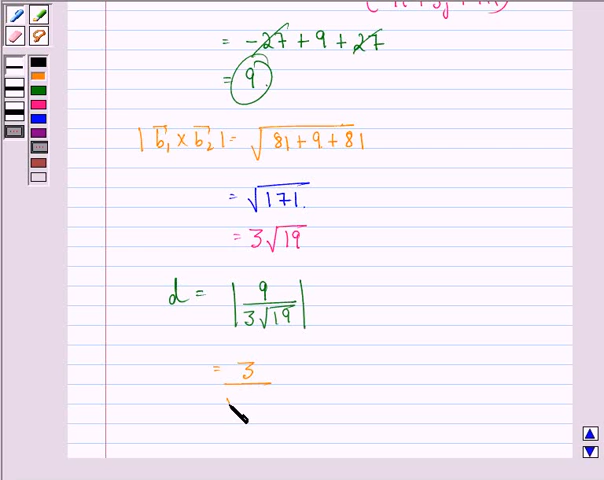 = -27 + 9 + 27
= 9
|b₁ × b₂| = √81 + 9 + 81
= √171.
= 3√19
d = | 9 / 3√19 |
= 3